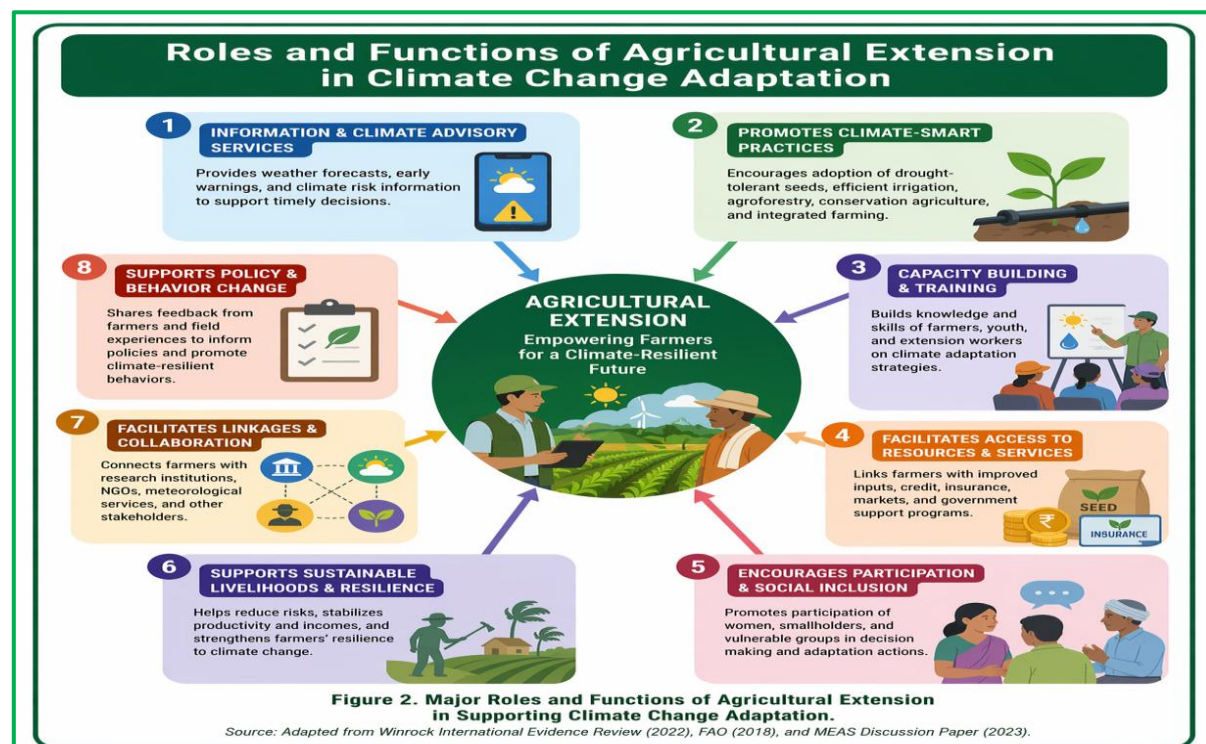 Roles and Functions of Agricultural Extension
in Climate Change Adaptation
1
INFORMATION & CLIMATE ADVISORY
SERVICES
Provides weather forecasts, early
warnings, and climate risk information
to support timely decisions.
2
PROMOTES CLIMATE-SMART
PRACTICES
Encourages adoption of drought-
tolerant seeds, efficient irrigation,
agroforestry, conservation agriculture,
and integrated farming.
8
SUPPORTS POLICY &
BEHAVIOR CHANGE
Shares feedback from
farmers and field
experiences to inform
policies and promote
climate-resilient
behaviors.
AGRICULTURAL
EXTENSION
Empowering Farmers
for a Climate-Resilient
Future
3
CAPACITY BUILDING
& TRAINING
Builds knowledge and
skills of farmers, youth,
and extension workers
on climate adaptation
strategies.
7
FACILITATES LINKAGES &
COLLABORATION
Connects farmers with
research institutions,
NGOs, meteorological
services, and other
stakeholders.
4
FACILITATES ACCESS TO
RESOURCES & SERVICES
Links farmers with improved
inputs, credit, insurance,
markets, and government
support programs.
₹
SEED
INSURANCE
6
SUPPORTS SUSTAINABLE
LIVELIHOODS & RESILIENCE
Helps reduce risks, stabilizes
productivity and incomes, and
strengthens farmers' resilience
to climate change.
5
ENCOURAGES PARTICIPATION
& SOCIAL INCLUSION
Promotes participation of
women, smallholders, and
vulnerable groups in decision
making and adaptation actions.
Figure 2. Major Roles and Functions of Agricultural Extension
in Supporting Climate Change Adaptation.
Source: Adapted from Winrock International Evidence Review (2022), FAO (2018), and MEAS Discussion Paper (2023).